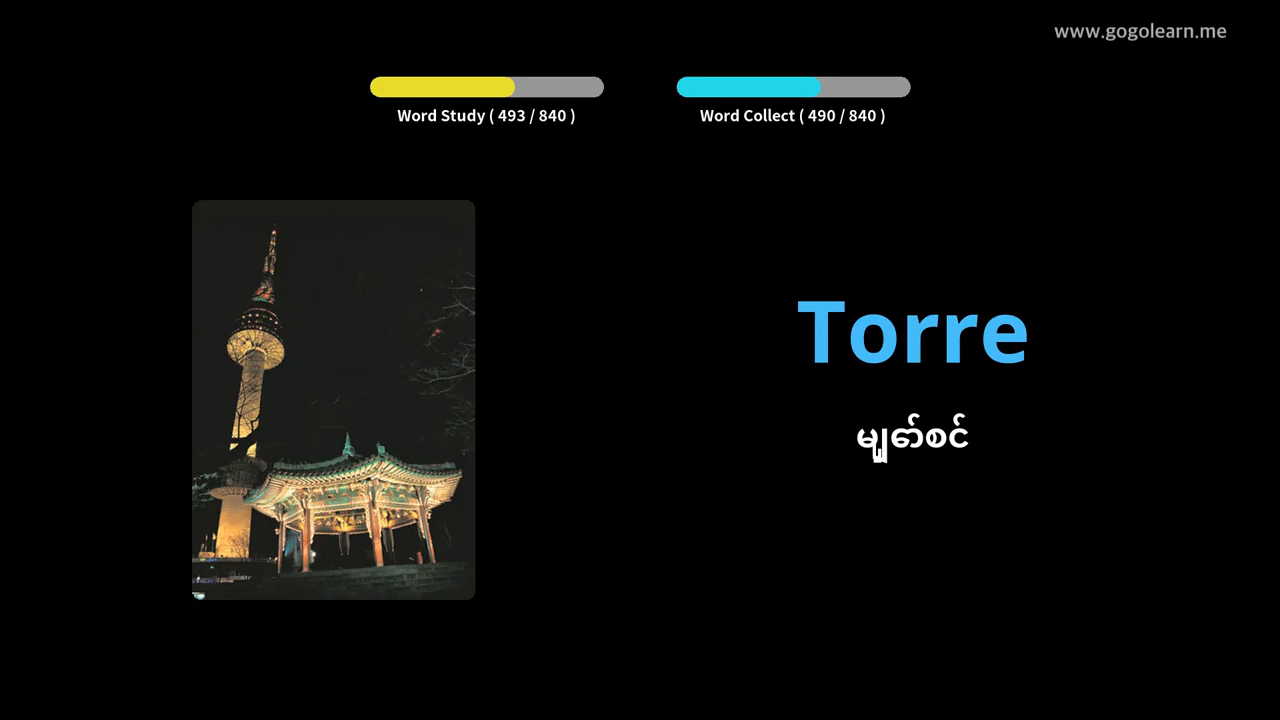 www.gogolearn.me
Word Study ( 493 / 840 )
Word Collect ( 490 / 840 )
Torre
မျှော်စင်